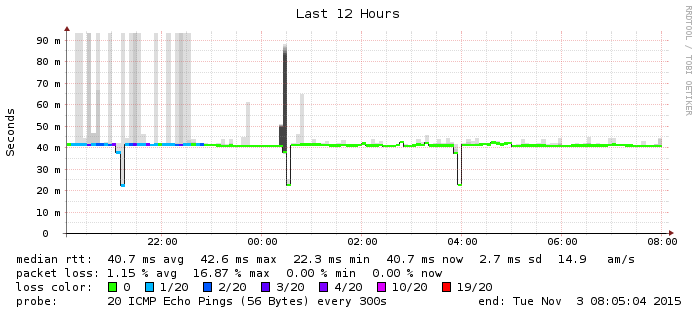 Last 12 Hours
RRDTOOL / TOBI OETIKER
Seconds
90 m
80 m
70 m
60 m
50 m
40 m
30 m
20 m
10 m
0
22:00 00:00 02:00 04:00 06:00 08:00
median rtt: 40.7 ms avg 42.6 ms max 22.3 ms min 40.7 ms now 2.7 ms sd 14.9 am/s
packet loss: 1.15 % avg 16.87 % max 0.00 % min 0.00 % now
loss color: 0 1/20 2/20 3/20 4/20 10/20 19/20
probe: 20 ICMP Echo Pings (56 Bytes) every 300s end: Tue Nov 3 08:05:04 2015